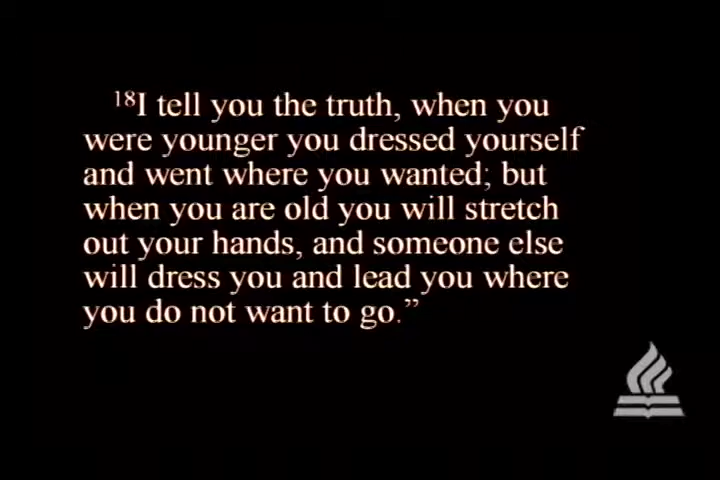 ¹⁸I tell you the truth, when you
were younger you dressed yourself
and went where you wanted; but
when you are old you will stretch
out your hands, and someone else
will dress you and lead you where
you do not want to go.”